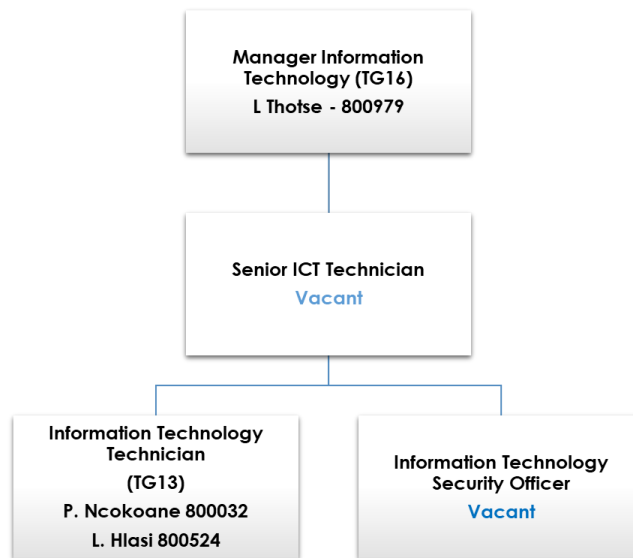 Manager Information
Technology (TG16)
L Thotse - 800979
Senior ICT Technician
Vacant
Information Technology
Technician
(TG13)
P. Ncokoane 800032
L. Hlasi 800524
Information Technology
Security Officer
Vacant